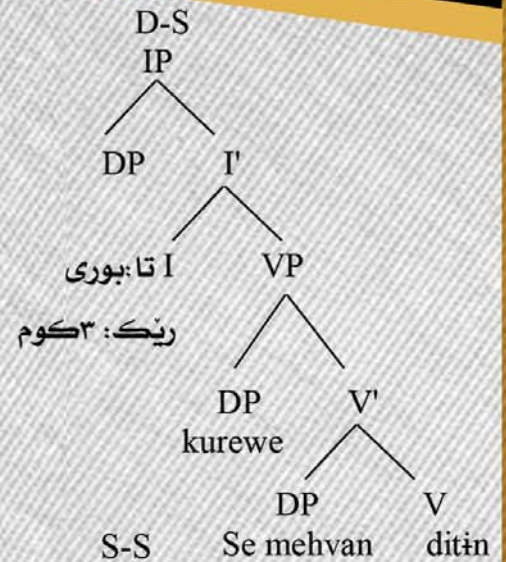 D-S
IP
DP I'
تا:بوری I VP
رێک: ٣کوم
DP V'
kurewe
DP V
S-S Se mehvan ditɨn